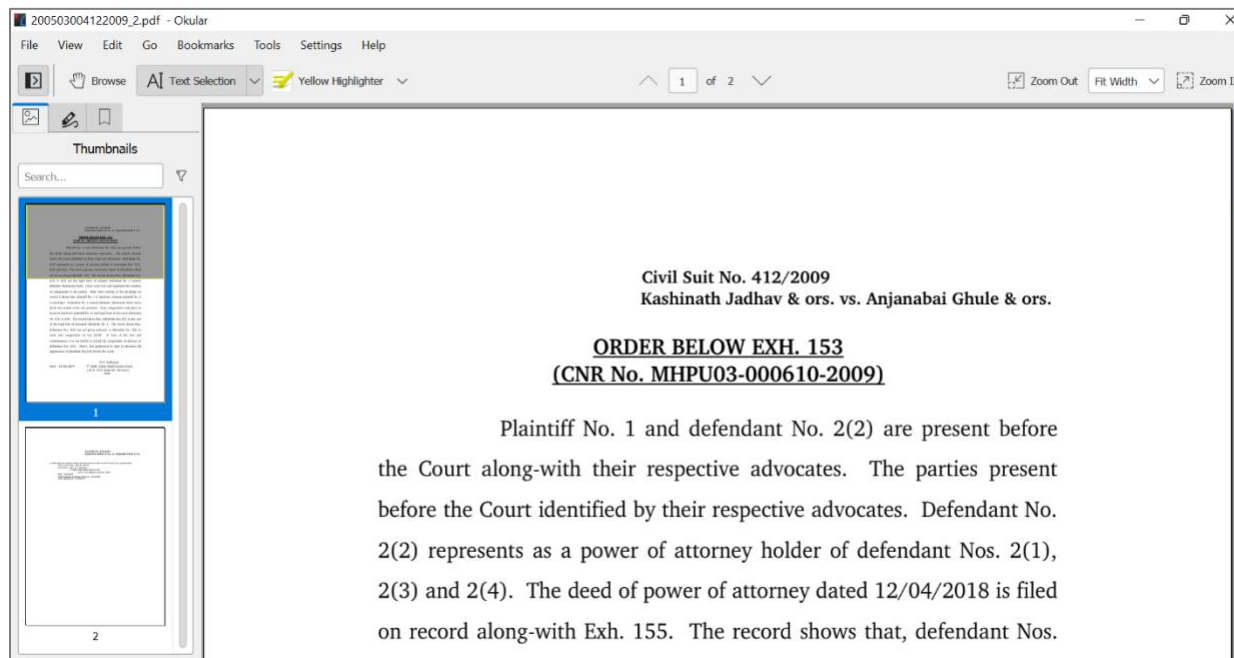 200503004122009_2.pdf - Okular
File View Edit Go Bookmarks Tools Settings Help
Browse Text Selection Yellow Highlighter 1 of 2 Zoom Out Fit Width Zoom I
Thumbnails
Search...
1
2
Civil Suit No. 412/2009
Kashinath Jadhav & ors. vs. Anjanabai Ghule & ors.
ORDER BELOW EXH. 153
(CNR No. MHPU03-000610-2009)
Plaintiff No. 1 and defendant No. 2(2) are present before
the Court along-with their respective advocates. The parties present
before the Court identified by their respective advocates. Defendant No.
2(2) represents as a power of attorney holder of defendant Nos. 2(1),
2(3) and 2(4). The deed of power of attorney dated 12/04/2018 is filed
on record along-with Exh. 155. The record shows that, defendant Nos.